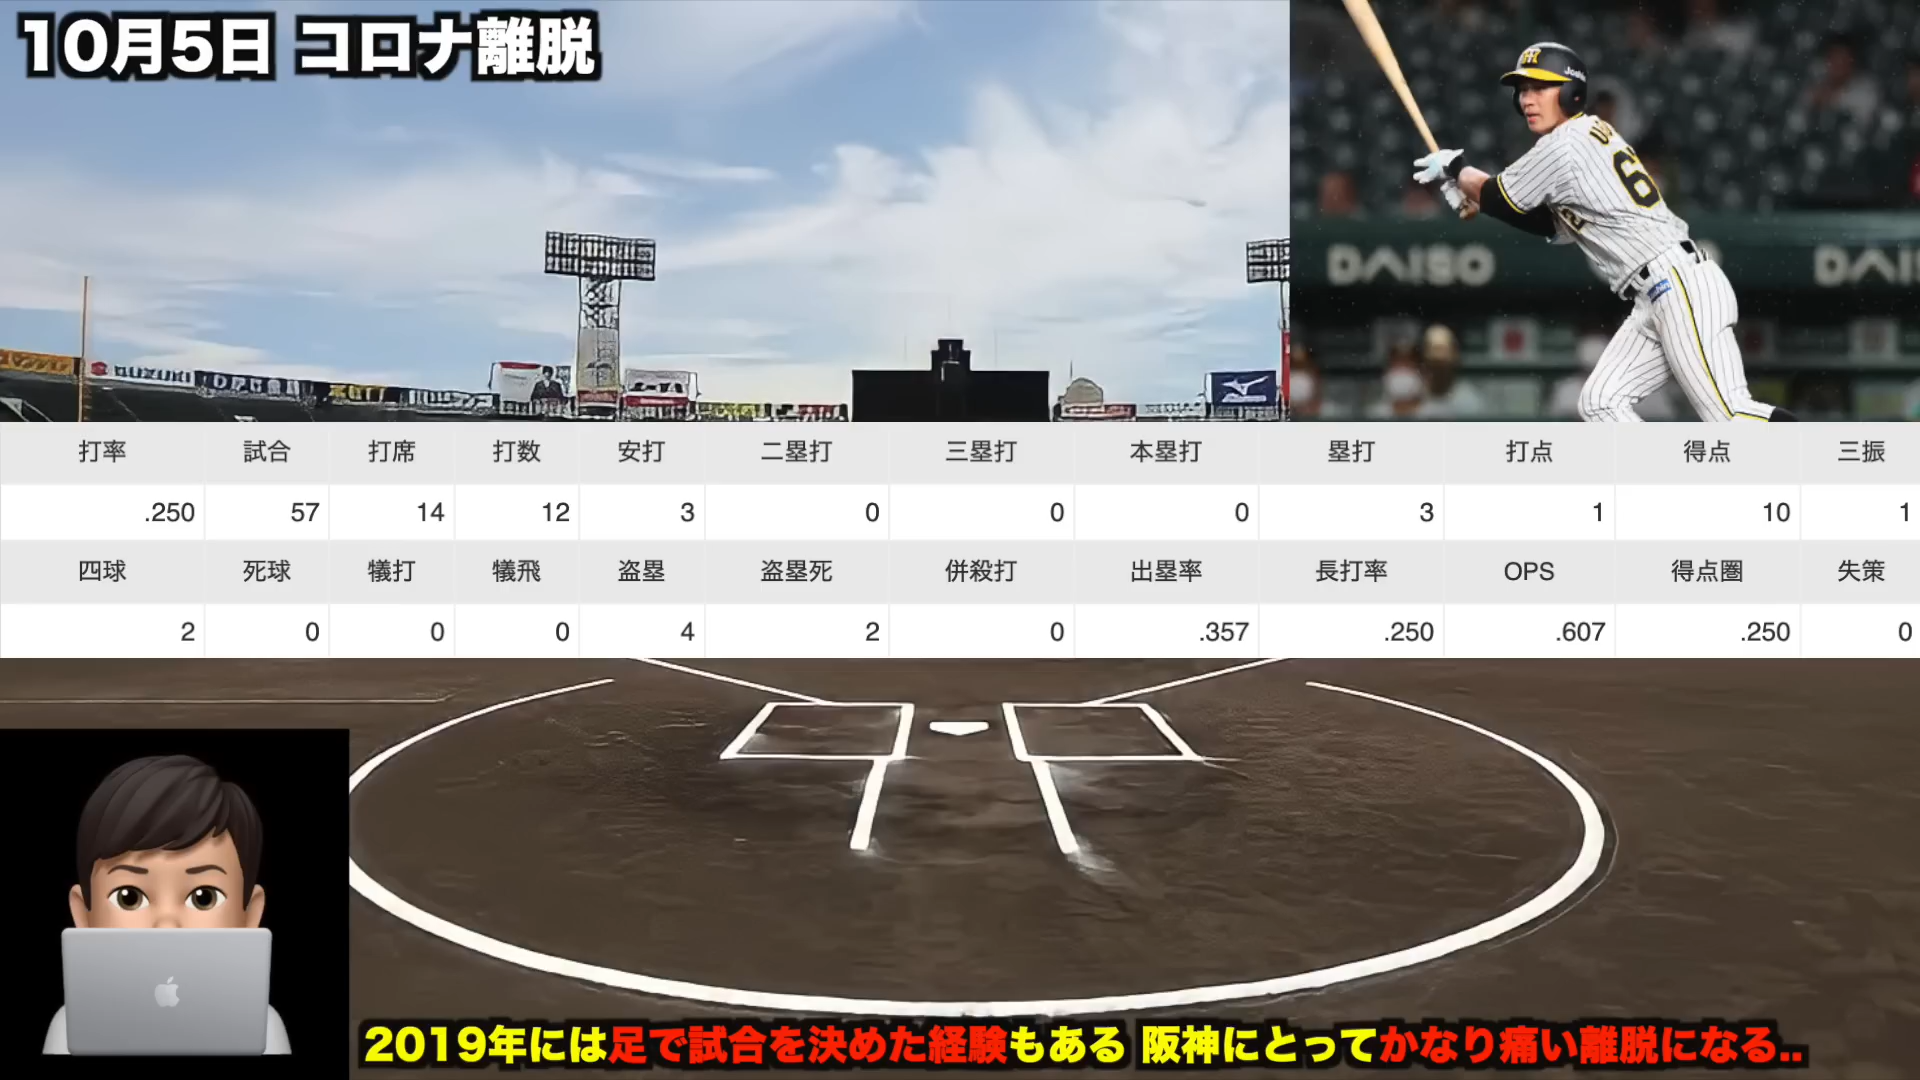 10月5日 コロナ離脱
DAISO
SUZUKI
打率 試合 打席 打数 安打 二塁打 三塁打 本塁打 塁打 打点 得点 三振
.250 57 14 12 3 0 0 0 3 1 10 1
四球 死球 犠打 犠飛 盗塁 盗塁死 併殺打 出塁率 長打率 OPS 得点圏 失策
2 0 0 0 4 2 0 .357 .250 .607 .250 0
2019年には足で試合を決めた経験もある 阪神にとってかなり痛い離脱になる..